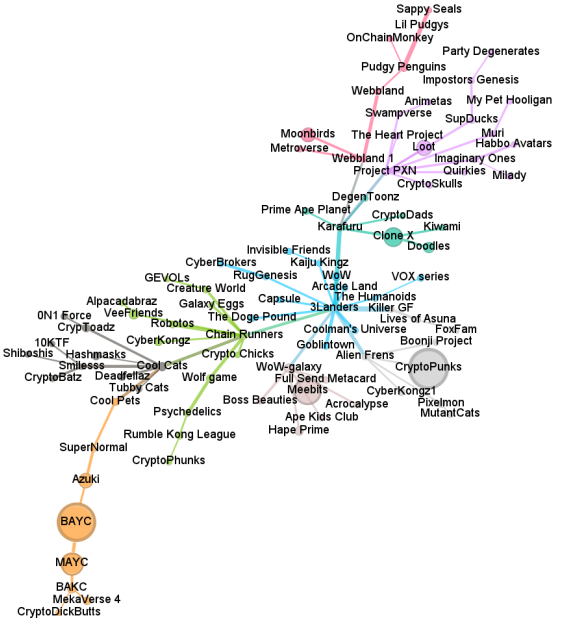 Sappy Seals
Lil Pudgys
OnChainMonkey
Party Degenerates
Pudgy Penguins
Impostors Genesis
Webbland
Animetas
My Pet Hooligan
Swampverse
SupDucks
Moonbirds
The Heart Project
Muri
Metroverse
Loot
Habbo Avatars
Webbland 1
Imaginary Ones
Project PXN
Quirkies
Milady
CryptoSkulls
DegenToonz
Prime Ape Planet
CryptoDads
Karafuru
Kiwami
Clone X
Doodles
Invisible Friends
CyberBrokers
Kaiju Kingz
GEVOLs
RugGenesis
WoW
VOX series
Creature World
Arcade Land
Alpacadabraz
Galaxy Eggs
Capsule
The Humanoids
VeeFriends
3Landers
Killer GF
0N1 Force
The Doge Pound
Lives of Asuna
CrypToadz
Robotos
Coolman's Universe
FoxFam
Chain Runners
10KTF
CyberKongz
Goblintown
Boonji Project
Shiboshis
Hashmasks
Crypto Chicks
Alien Frens
Smilesss
Cool Cats
WoW-galaxy
CryptoPunks
CryptoBatz
Deadfellaz
Wolf game
Full Send Metacard
Tubby Cats
Meebits
CyberKongz1
Cool Pets
Boss Beauties
Acrocalypse
Pixelmon
Psychedelics
Ape Kids Club
MutantCats
Rumble Kong League
Hape Prime
SuperNormal
CryptoPhunks
Azuki
BAYC
MAYC
BAKC
MekaVerse 4
CryptoDickButts